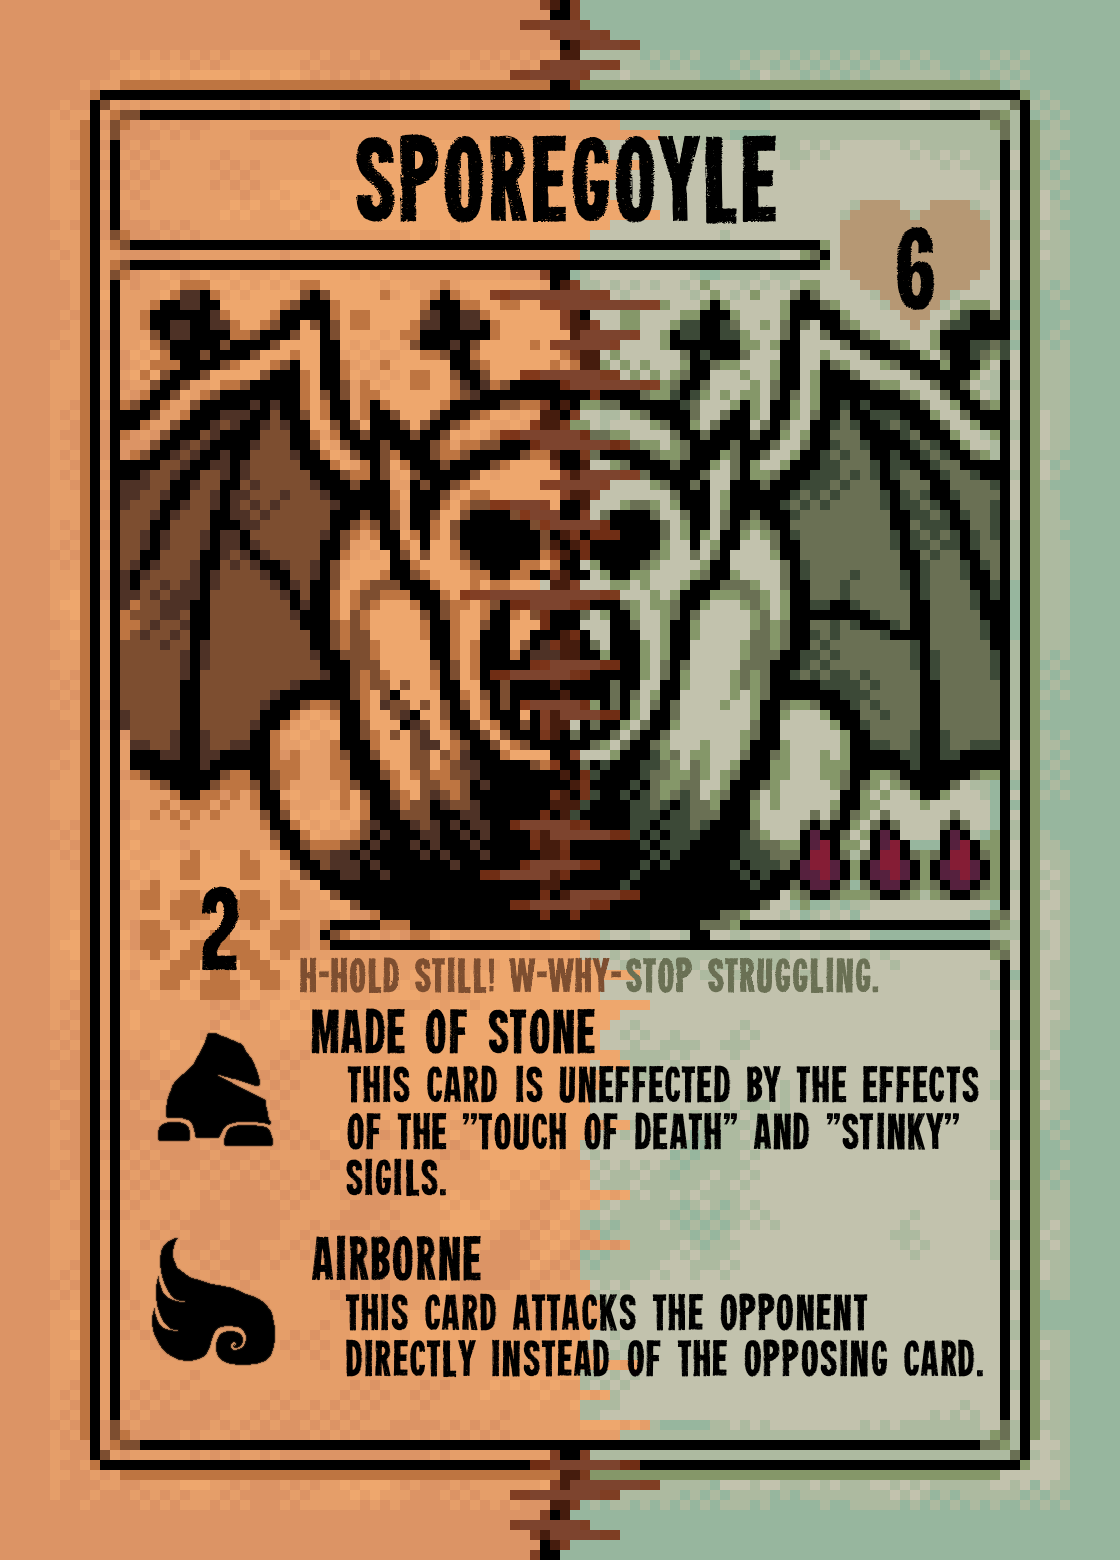 SPOREGOYLE
6
2
H-HOLD STILL! W-WHY-STOP STRUGGLING.
MADE OF STONE
THIS CARD IS UNEFFECTED BY THE EFFECTS
OF THE ”TOUCH OF DEATH” AND ”STINKY”
SIGILS.
AIRBORNE
THIS CARD ATTACKS THE OPPONENT
DIRECTLY INSTEAD OF THE OPPOSING CARD.